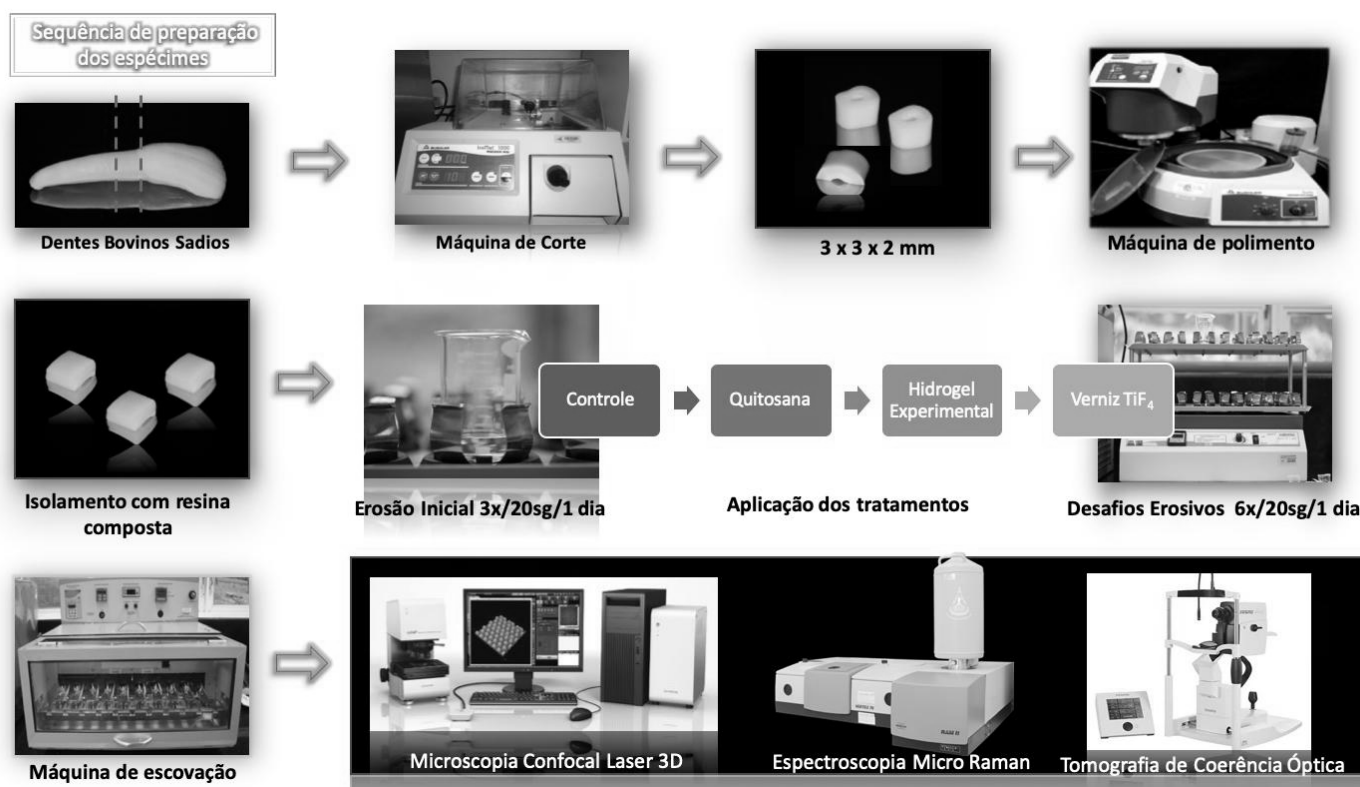 Sequência de preparação
dos espécimes
Dentes Bovinos Sadios
Máquina de Corte
3 x 3 x 2 mm
Máquina de polimento
Isolamento com resina
composta
Erosão Inicial 3x/20sg/1 dia
Controle
Quitosana
Hidrogel
Experimental
Verniz TiF₄
Aplicação dos tratamentos
Desafios Erosivos 6x/20sg/1 dia
Máquina de escovação
Microscopia Confocal Laser 3D
Espectroscopia Micro Raman
Tomografia de Coerência Óptica